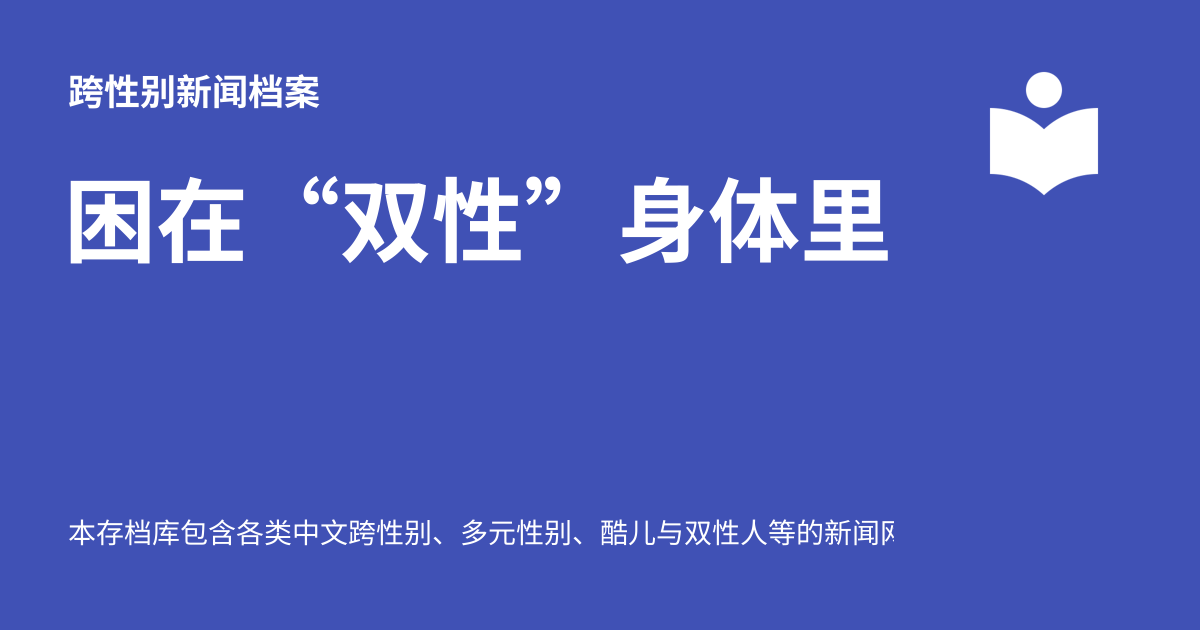 跨性别新闻档案
困在“双性”身体里
本存档库包含各类中文跨性别、多元性别、酷儿与双性人等的新闻